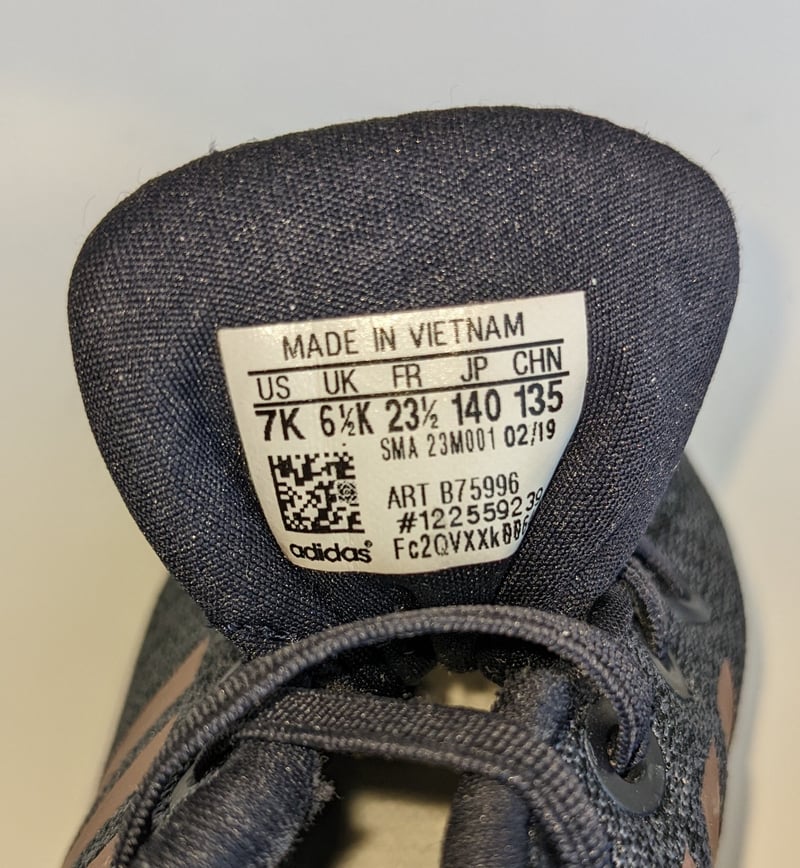 MADE IN VIETNAM
US UK FR JP CHN
7K 6½K 23½ 140 135
SMA 23M001 02/19
ART B75996
#122559239
adidas